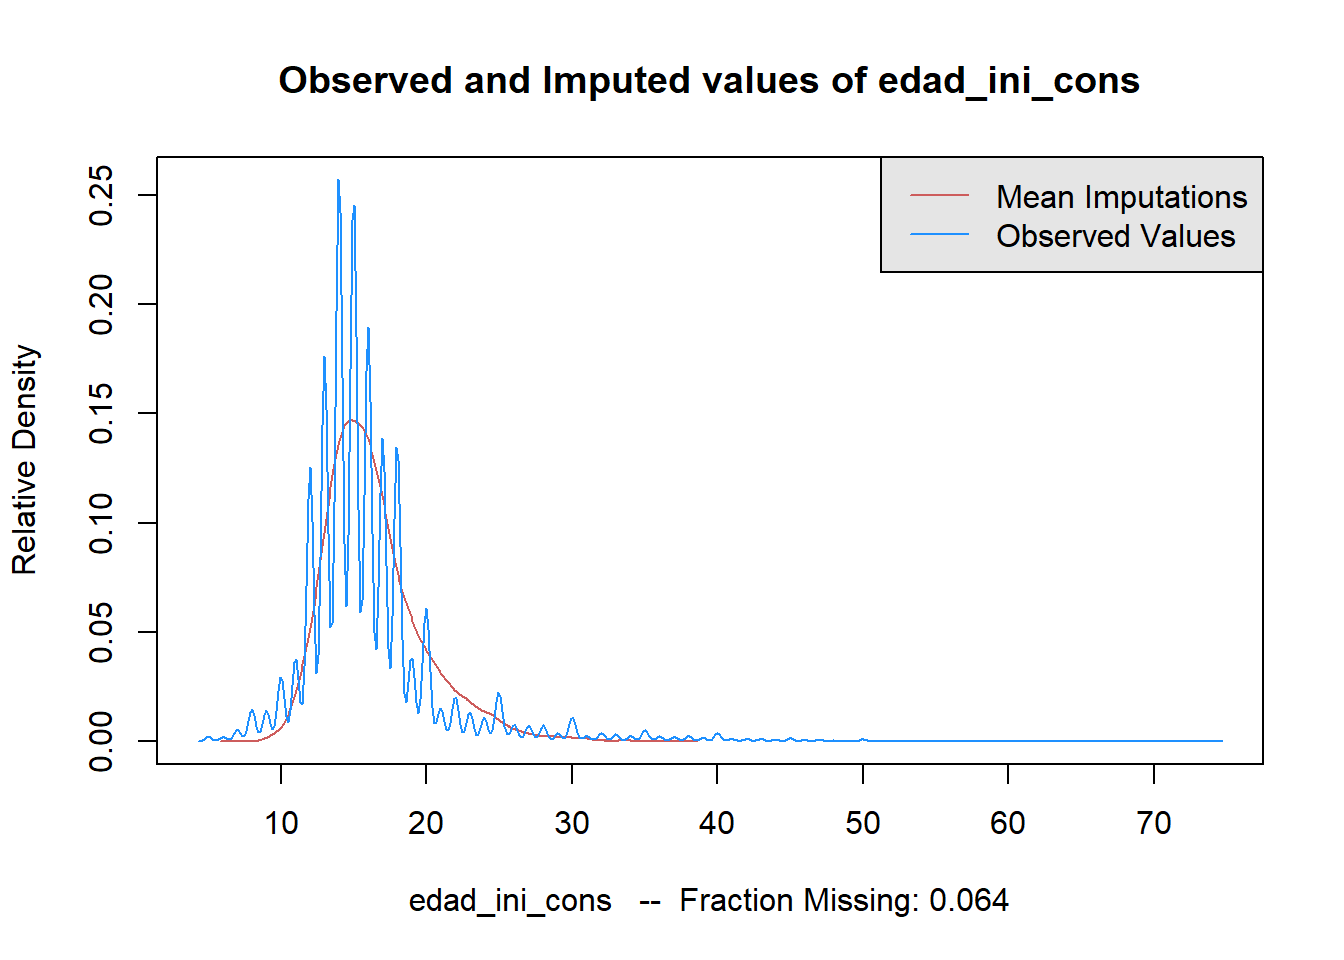 Observed and Imputed values of edad_ini_cons
Mean Imputations
Observed Values
Relative Density
0.25
0.20
0.15
0.10
0.05
0.00
10 20 30 40 50 60 70
edad_ini_cons -- Fraction Missing: 0.064